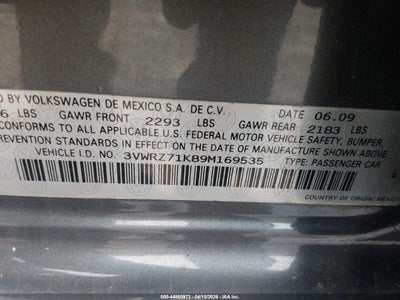 D BY VOLKSWAGEN DE MEXICO S.A. DE C.V.
6 LBS GAWR FRONT 2293 LBS DATE 06.09
GAWR REAR 2183 LBS
CONFORMS TO ALL APPLICABLE U.S. FEDERAL MOTOR VEHICLE SAFETY, BUMPER,
REVENTION STANDARDS IN EFFECT ON THE DATE OF MANUFACTURE SHOWN ABOVE.
VEHICLE I.D. NO. 3VWRZ71K89M169535 TYPE: PASSENGER CAR
COUNTRY OF ORIGIN: MEXICO
000-44860973 - 04/15/2026 - IAA, Inc.